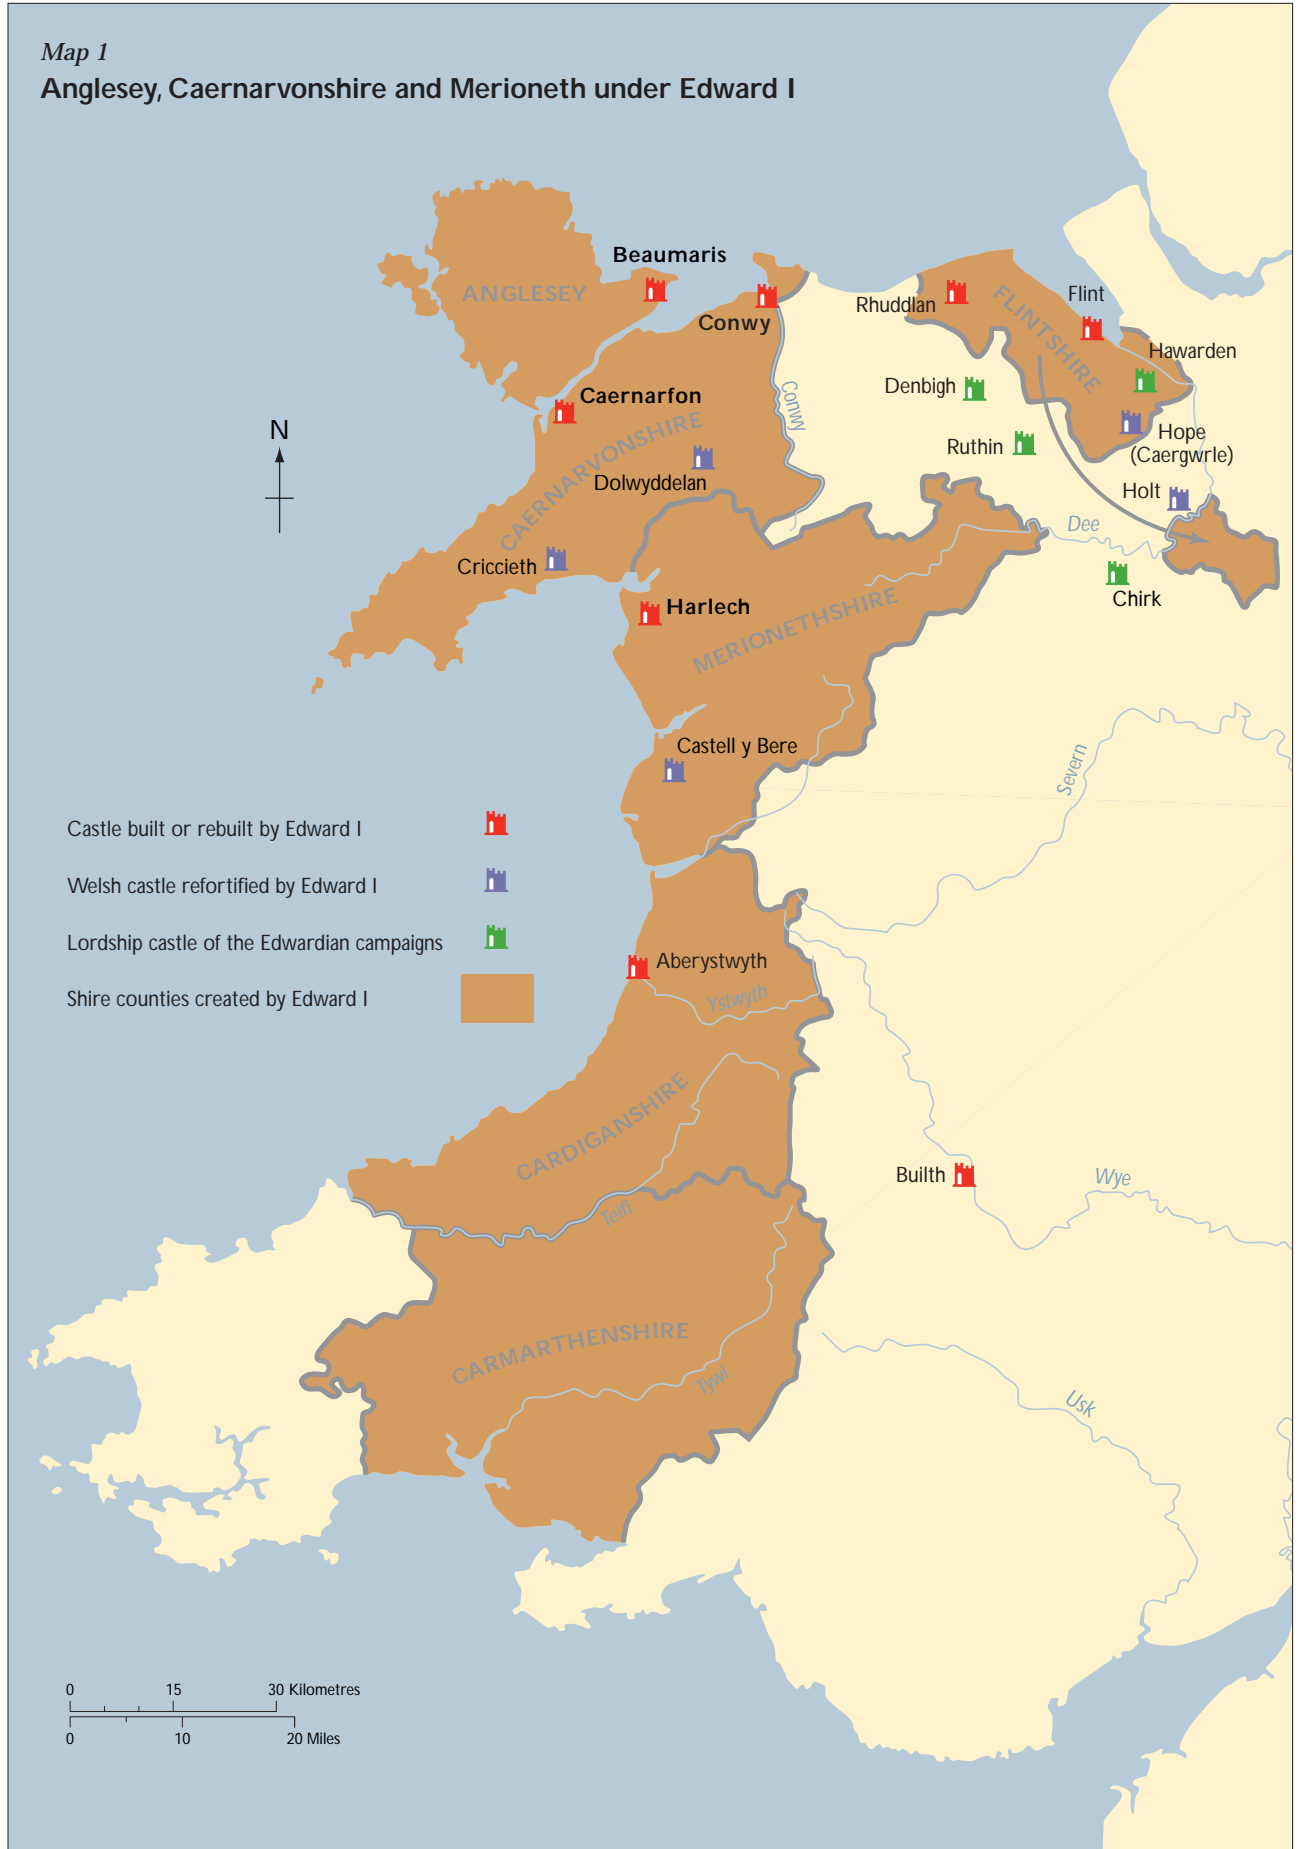 Map 1
Anglesey, Caernarvonshire and Merioneth under Edward I
Beaumaris
ANGLESEY
Conwy
Rhuddlan
Flint
FLINTSHIRE
Hawarden
Denbigh
Conwy
Caernarfon
N
CAERNARVONSHIRE
Dolwyddelan
Ruthin
Hope
(Caergwrle)
Holt
Dee
Criccieth
Chirk
Harlech
MERIONETHSHIRE
Castell y Bere
Severn
Castle built or rebuilt by Edward I
Welsh castle refortified by Edward I
Lordship castle of the Edwardian campaigns
Shire counties created by Edward I
Aberystwyth
Ystwyth
CARDIGANSHIRE
Builth
Wye
Teifi
CARMARTHENSHIRE
Tywi
Usk
0 15 30 Kilometres
0 10 20 Miles